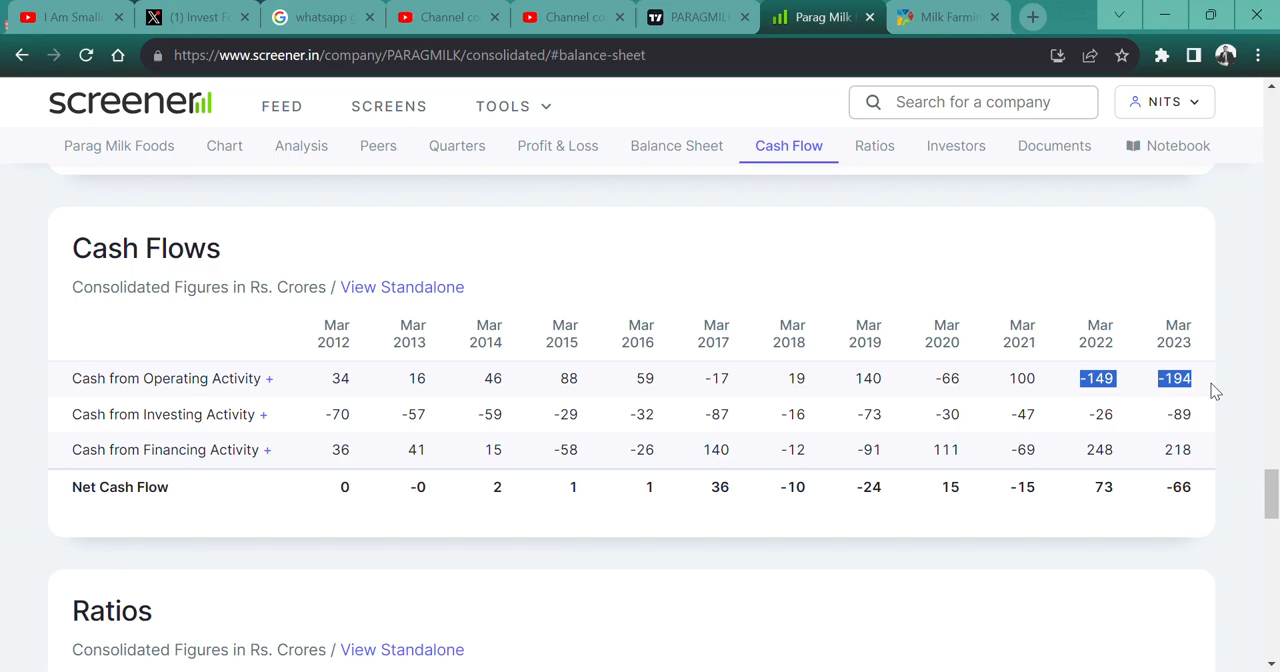 I Am Small
(1) Invest F
whatsapp
Channel co
Channel co
PARAGMIL
Parag Milk
Milk Farmin
https://www.screener.in/company/PARAGMILK/consolidated/#balance-sheet
screener
FEED
SCREENS
TOOLS
Search for a company
NITS
Parag Milk Foods Chart Analysis Peers Quarters Profit & Loss Balance Sheet Cash Flow Ratios Investors Documents Notebook
Cash Flows
Consolidated Figures in Rs. Crores / View Standalone
Mar 2012 Mar 2013 Mar 2014 Mar 2015 Mar 2016 Mar 2017 Mar 2018 Mar 2019 Mar 2020 Mar 2021 Mar 2022 Mar 2023
Cash from Operating Activity + 34 16 46 88 59 -17 19 140 -66 100 -149 -194
Cash from Investing Activity + -70 -57 -59 -29 -32 -87 -16 -73 -30 -47 -26 -89
Cash from Financing Activity + 36 41 15 -58 -26 140 -12 -91 111 -69 248 218
Net Cash Flow 0 -0 2 1 1 36 -10 -24 15 -15 73 -66
Ratios
Consolidated Figures in Rs. Crores / View Standalone